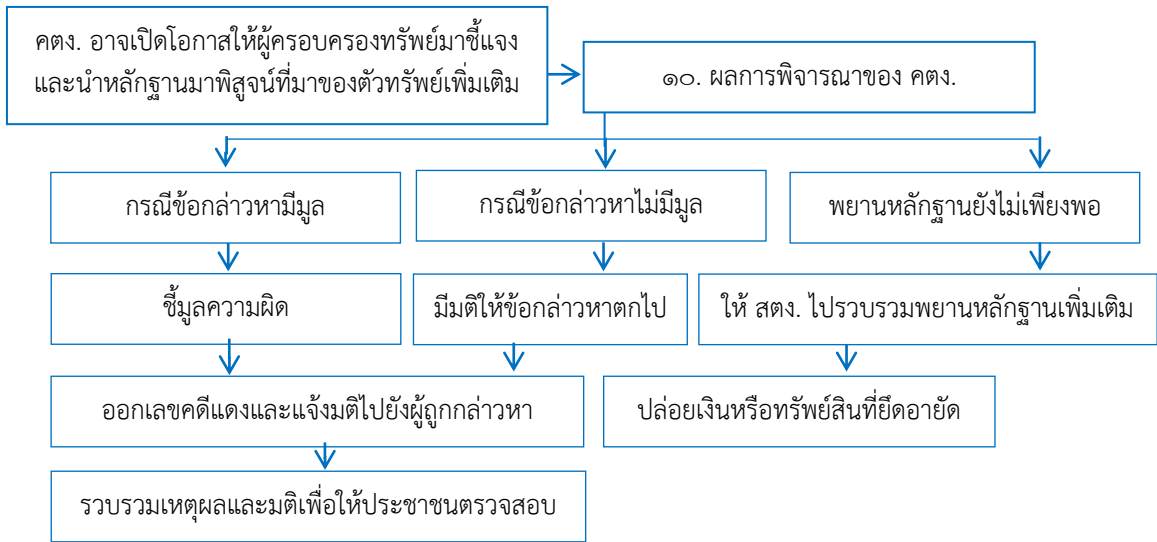 คตง. อาจเปิดโอกาสให้ผู้ครอบครองทรัพย์มาชี้แจง
และนำหลักฐานมาพิสูจน์ที่มาของตัวทรัพย์เพิ่มเติม
๑๐. ผลการพิจารณาของ คตง.
กรณีข้อกล่าวหามีมูล
กรณีข้อกล่าวหาไม่มีมูล
พยานหลักฐานยังไม่เพียงพอ
ชี้มูลความผิด
มีมติให้ข้อกล่าวหาตกไป
ให้ สตง. ไปรวบรวมพยานหลักฐานเพิ่มเติม
ออกเลขคดีแดงและแจ้งมติไปยังผู้ถูกกล่าวหา
ปล่อยเงินหรือทรัพย์สินที่ยึดอายัด
รวบรวมเหตุผลและมติเพื่อให้ประชาชนตรวจสอบ